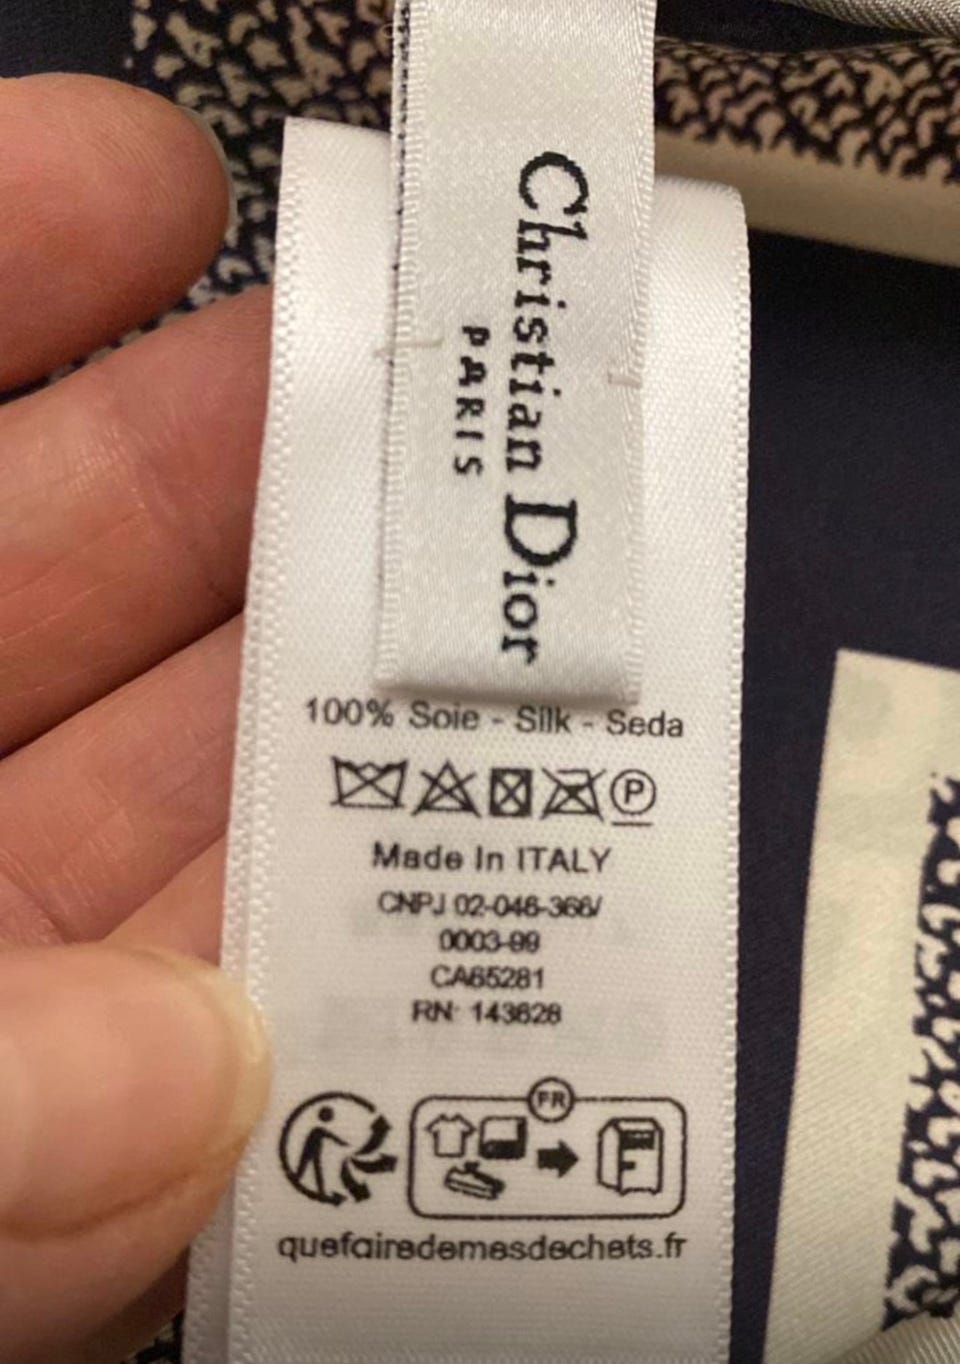 Christian Dior
PARIS
100% Soie - Silk - Seda
P
Made In ITALY
CNPJ 02-046-366/
0003-99
CA65281
RN: 143628
FR
quefairedemesdechets.fr